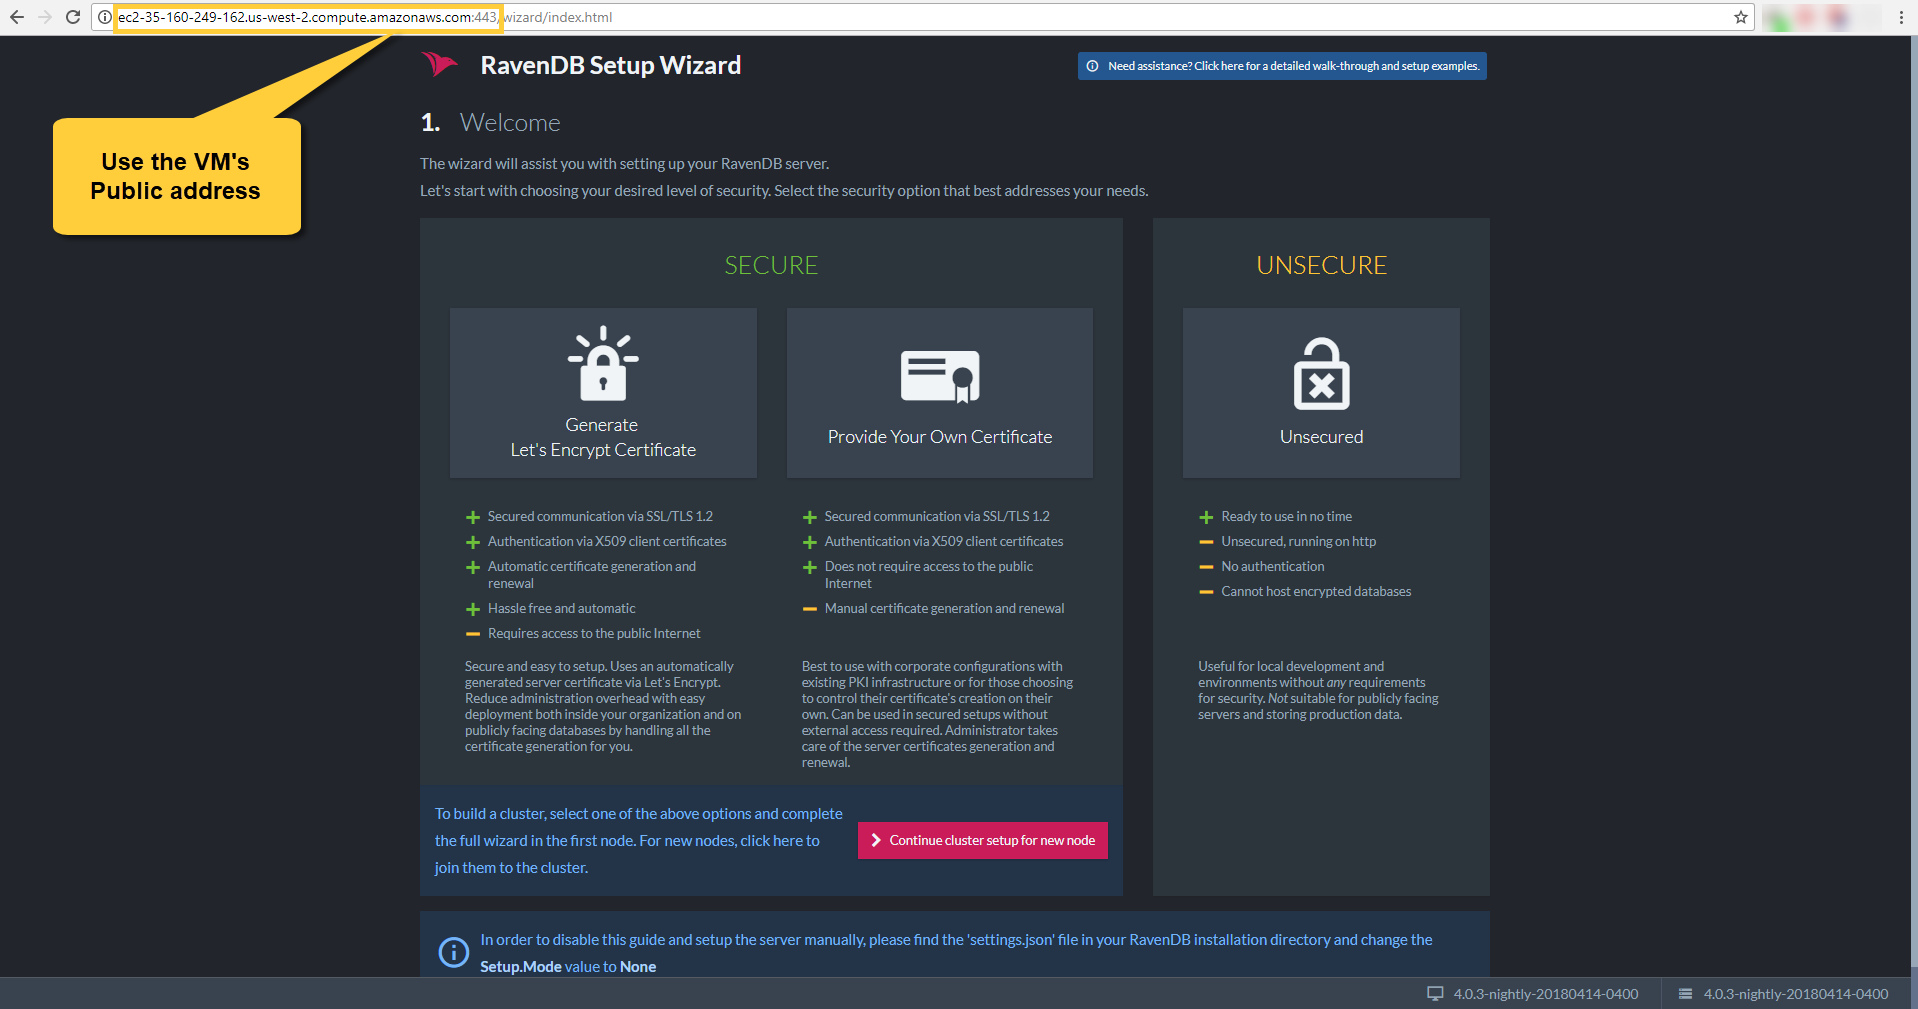 ec2-35-160-249-162.us-west-2.compute.amazonaws.com:443/wizard/index.html
RavenDB Setup Wizard
Need assistance? Click here for a detailed walk-through and setup examples.
Use the VM's
Public address
1. Welcome
The wizard will assist you with setting up your RavenDB server.
Let's start with choosing your desired level of security. Select the security option that best addresses your needs.
SECURE
Generate
Let's Encrypt Certificate
Secured communication via SSL/TLS 1.2
Authentication via X509 client certificates
Automatic certificate generation and
renewal
Hassle free and automatic
Requires access to the public Internet
Secure and easy to setup. Uses an automatically
generated server certificate via Let's Encrypt.
Reduce administration overhead with easy
deployment both inside your organization and on
publicly facing databases by handling all the
certificate generation for you.
Provide Your Own Certificate
Secured communication via SSL/TLS 1.2
Authentication via X509 client certificates
Does not require access to the public
Internet
Manual certificate generation and renewal
Best to use with corporate configurations with
existing PKI infrastructure or for those choosing
to control their certificate's creation on their
own. Can be used in secured setups without
external access required. Administrator takes
care of the server certificates generation and
renewal.
UNSECURE
Unsecured
Ready to use in no time
Unsecured, running on http
No authentication
Cannot host encrypted databases
Useful for local development and
environments without any requirements
for security. Not suitable for publicly facing
servers and storing production data.
To build a cluster, select one of the above options and complete
the full wizard in the first node. For new nodes, click here to
join them to the cluster.
Continue cluster setup for new node
In order to disable this guide and setup the server manually, please find the 'settings.json' file in your RavenDB installation directory and change the
Setup.Mode value to None
4.0.3-nightly-20180414-0400
4.0.3-nightly-20180414-0400